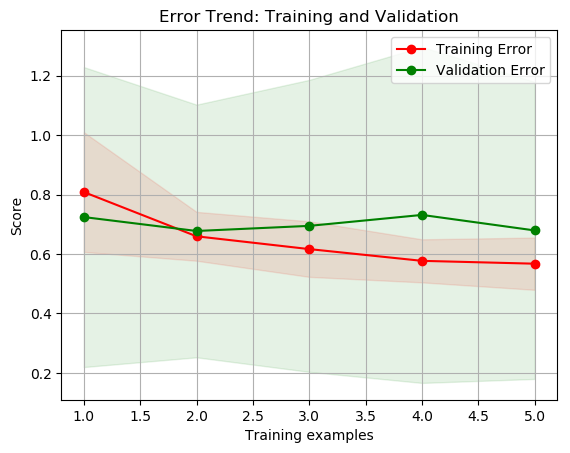 Error Trend: Training and Validation
Training Error
Validation Error
Score
1.2
1.0
0.8
0.6
0.4
0.2
1.0 1.5 2.0 2.5 3.0 3.5 4.0 4.5 5.0
Training examples